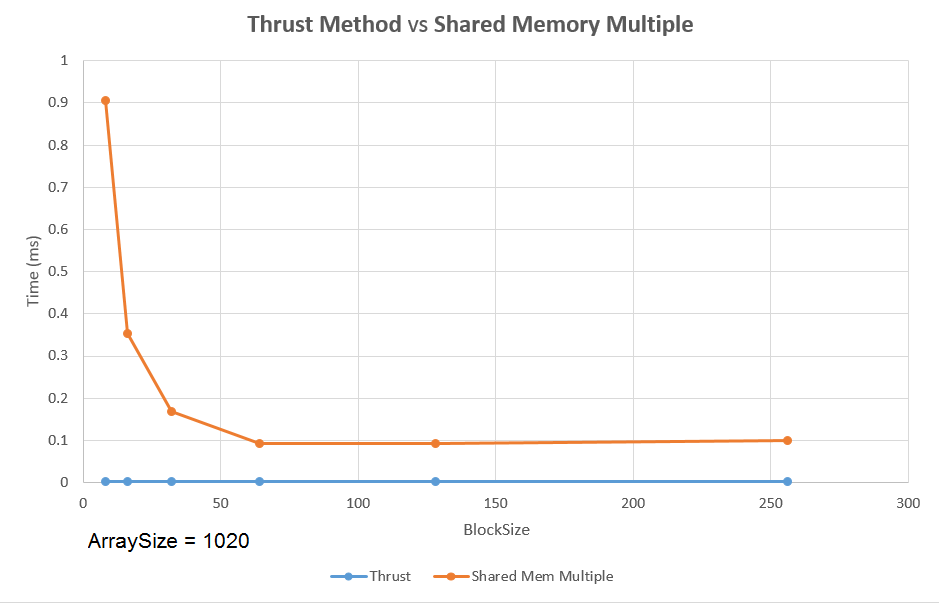 Thrust Method vs Shared Memory Multiple
1
0.9
0.8
0.7
0.6
0.5
0.4
0.3
0.2
0.1
0
Time (ms)
0 50 100 150 200 250 300
BlockSize
ArraySize = 1020
Thrust Shared Mem Multiple